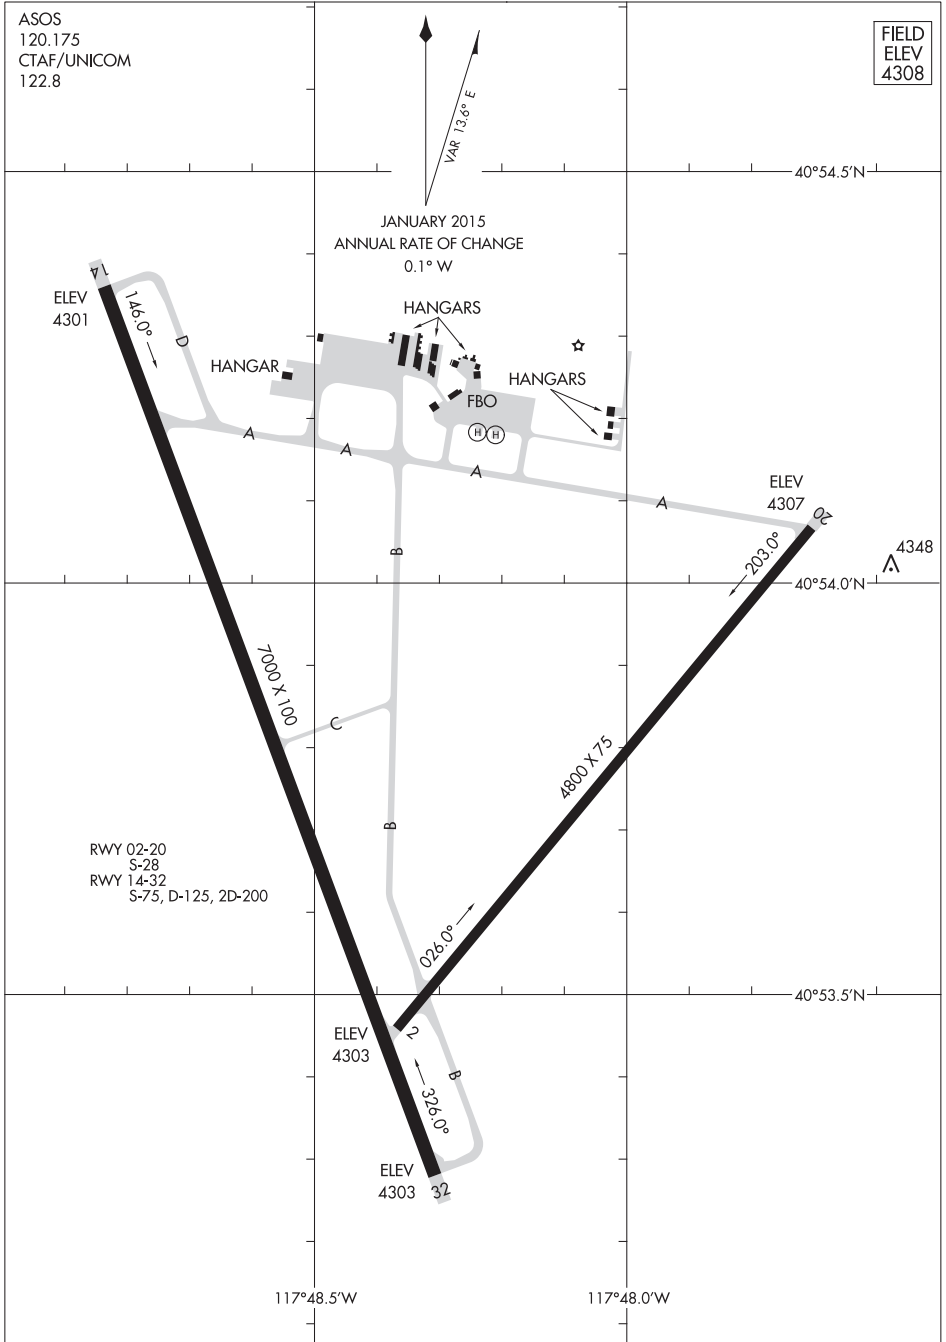 ASOS
120.175
CTAF/UNICOM
122.8
FIELD
ELEV
4308
VAR 13.6° E
40°54.5'N
JANUARY 2015
ANNUAL RATE OF CHANGE
0.1° W
14
ELEV
4301
146.0°
D
HANGARS
HANGAR
HANGARS
FBO
H
H
A
A
A
A
ELEV
4307
20
203.0°
4348
40°54.0'N
B
7000 X 100
C
4800 X 75
B
RWY 02-20
S-28
RWY 14-32
S-75, D-125, 2D-200
026.0°
40°53.5'N
ELEV
4303
2
B
326.0°
ELEV
4303
32
117°48.5'W
117°48.0'W